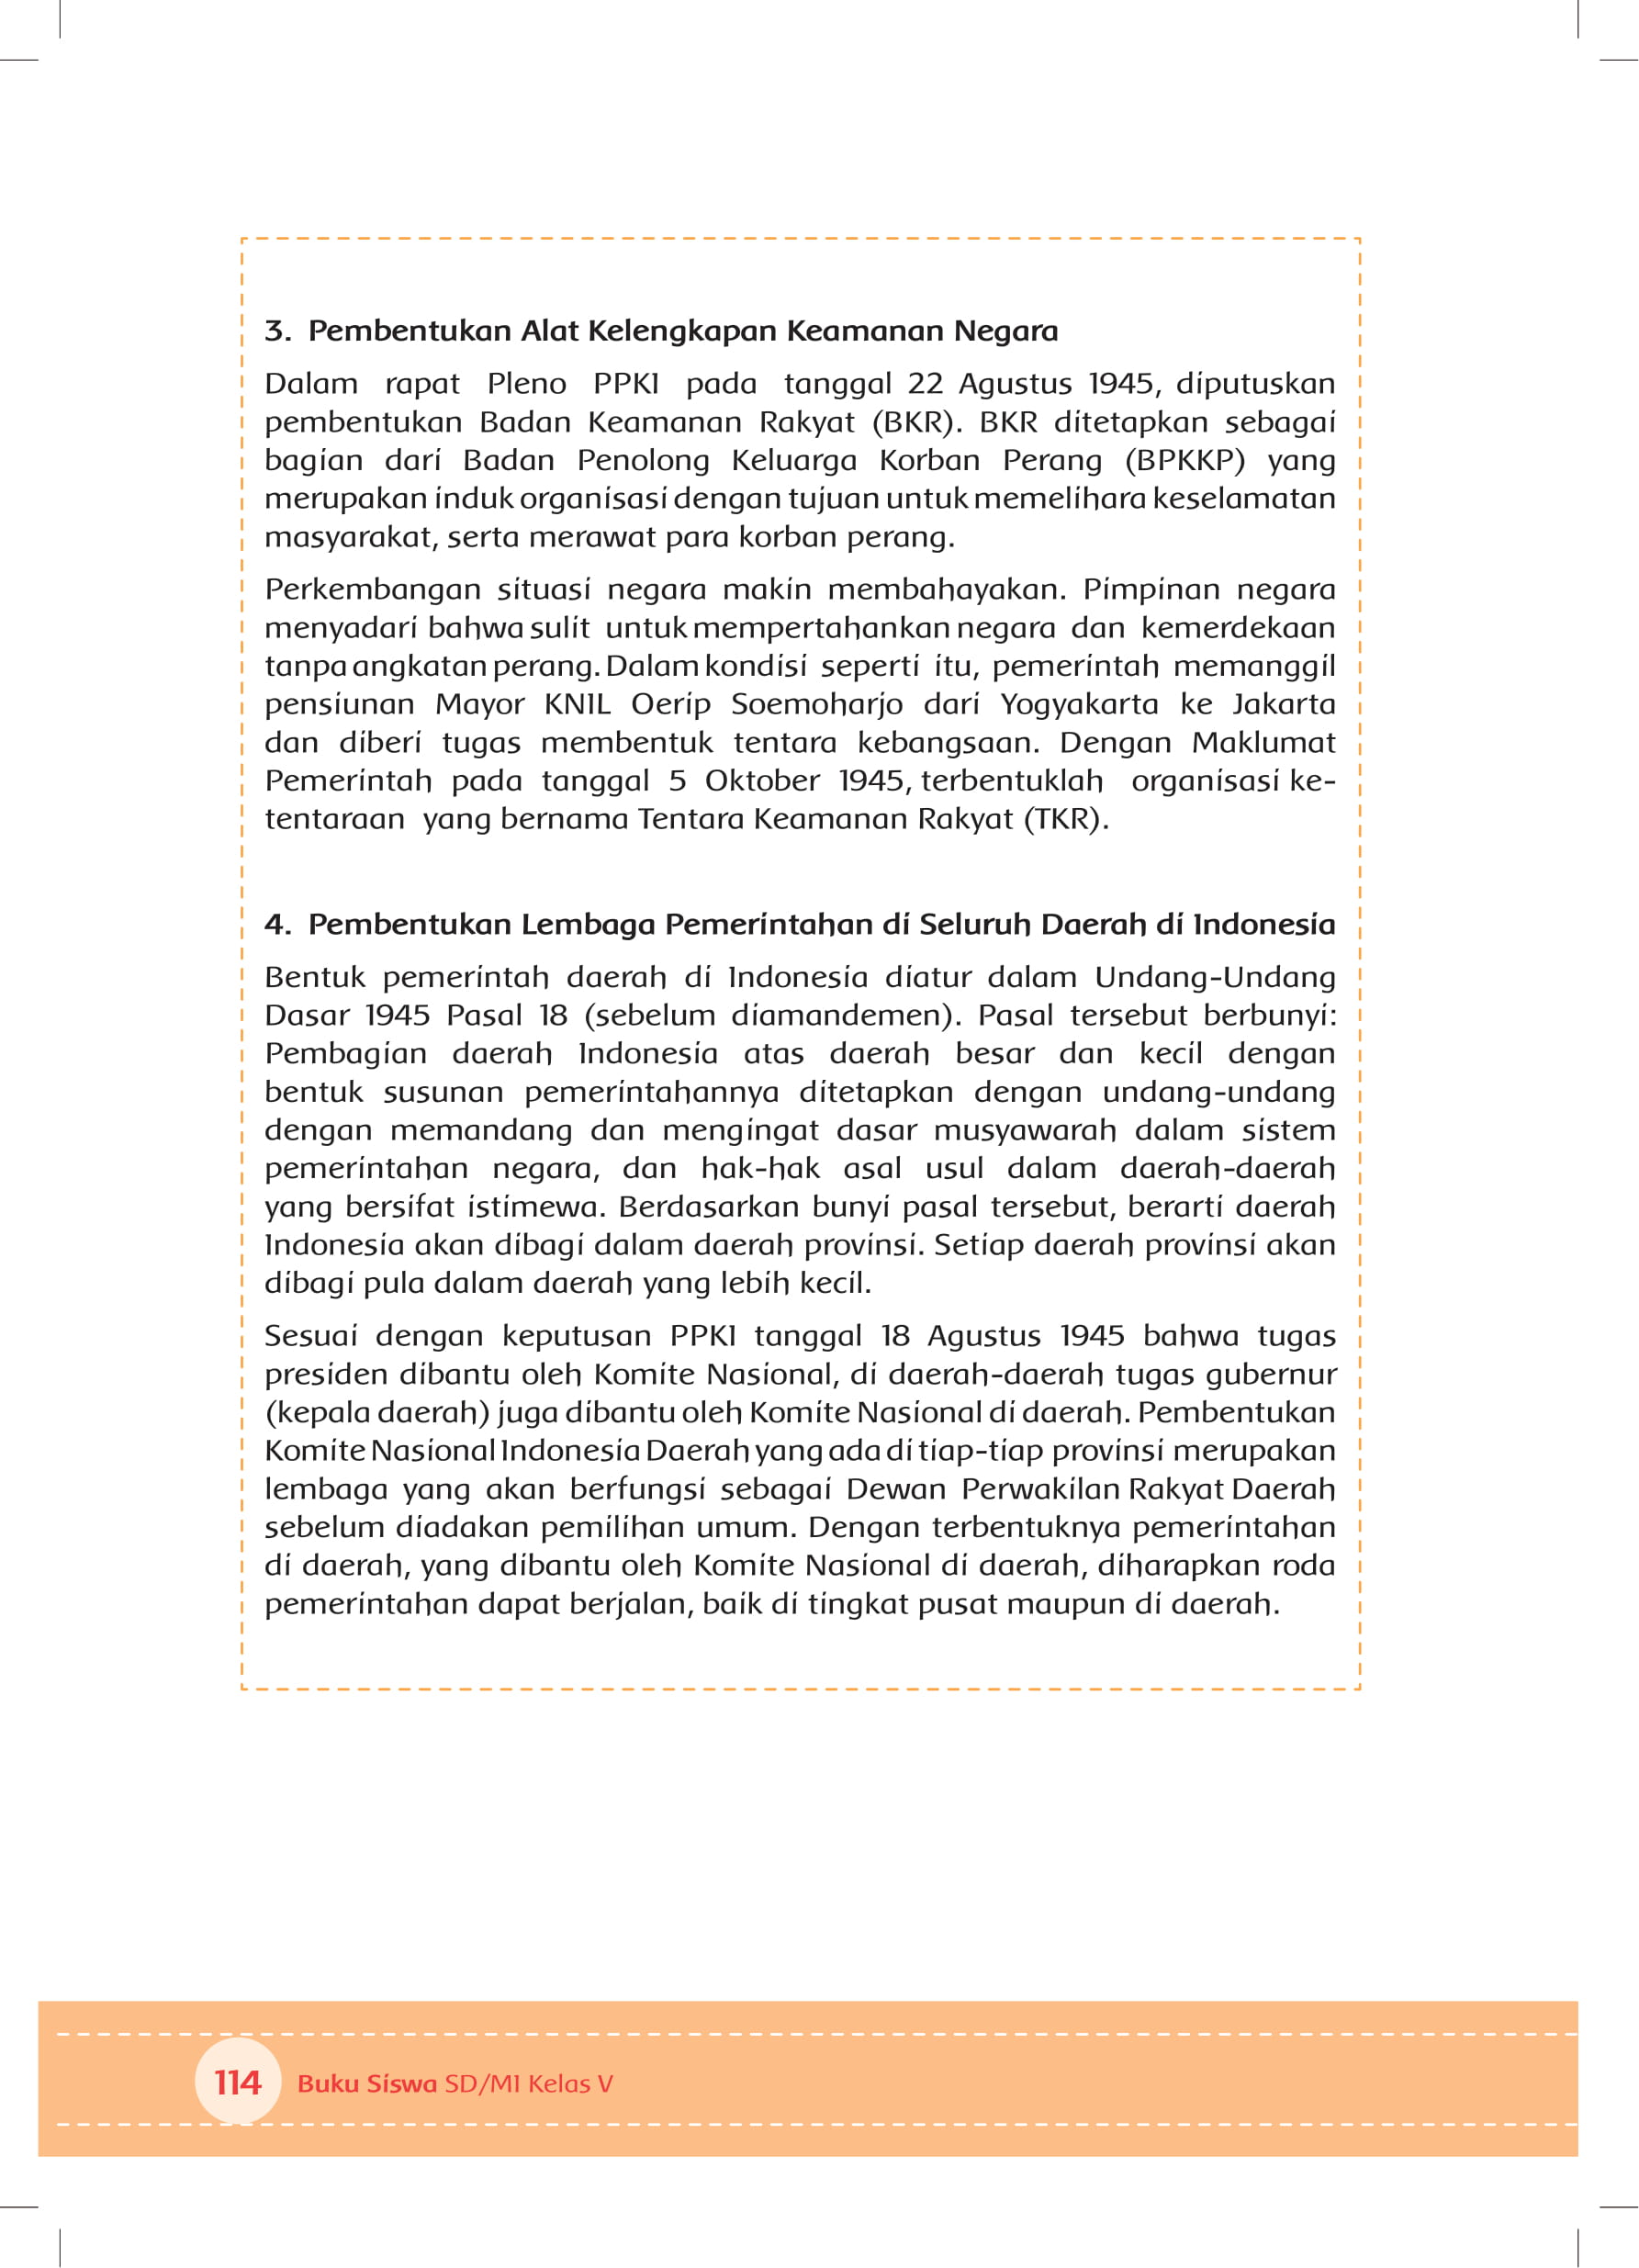 3. Pembentukan Alat Kelengkapan Keamanan Negara
Dalam rapat Pleno PPKI pada tanggal 22 Agustus 1945, diputuskan
pembentukan Badan Keamanan Rakyat (BKR). BKR ditetapkan sebagai
bagian dari Badan Penolong Keluarga Korban Perang (BPKKP) yang
merupakan induk organisasi dengan tujuan untuk memelihara keselamatan
masyarakat, serta merawat para korban perang.
Perkembangan situasi negara makin membahayakan. Pimpinan negara
menyadari bahwa sulit untuk mempertahankan negara dan kemerdekaan
tanpa angkatan perang. Dalam kondisi seperti itu, pemerintah memanggil
pensiunan Mayor KNIL Oerip Soemoharjo dari Yogyakarta ke Jakarta
dan diberi tugas membentuk tentara kebangsaan. Dengan Maklumat
Pemerintah pada tanggal 5 Oktober 1945, terbentuklah organisasi ke-
tentaraan yang bernama Tentara Keamanan Rakyat (TKR).
4. Pembentukan Lembaga Pemerintahan di Seluruh Daerah di Indonesia
Bentuk pemerintah daerah di Indonesia diatur dalam Undang-Undang
Dasar 1945 Pasal 18 (sebelum diamandemen). Pasal tersebut berbunyi:
Pembagian daerah Indonesia atas daerah besar dan kecil dengan
bentuk susunan pemerintahannya ditetapkan dengan undang-undang
dengan memandang dan mengingat dasar musyawarah dalam sistem
pemerintahan negara, dan hak-hak asal usul dalam daerah-daerah
yang bersifat istimewa. Berdasarkan bunyi pasal tersebut, berarti daerah
Indonesia akan dibagi dalam daerah provinsi. Setiap daerah provinsi akan
dibagi pula dalam daerah yang lebih kecil.
Sesuai dengan keputusan PPKI tanggal 18 Agustus 1945 bahwa tugas
presiden dibantu oleh Komite Nasional, di daerah-daerah tugas gubernur
(kepala daerah) juga dibantu oleh Komite Nasional di daerah. Pembentukan
Komite Nasional Indonesia Daerah yang ada di tiap-tiap provinsi merupakan
lembaga yang akan berfungsi sebagai Dewan Perwakilan Rakyat Daerah
sebelum diadakan pemilihan umum. Dengan terbentuknya pemerintahan
di daerah, yang dibantu oleh Komite Nasional di daerah, diharapkan roda
pemerintahan dapat berjalan, baik di tingkat pusat maupun di daerah.
114 Buku Siswa SD/MI Kelas V